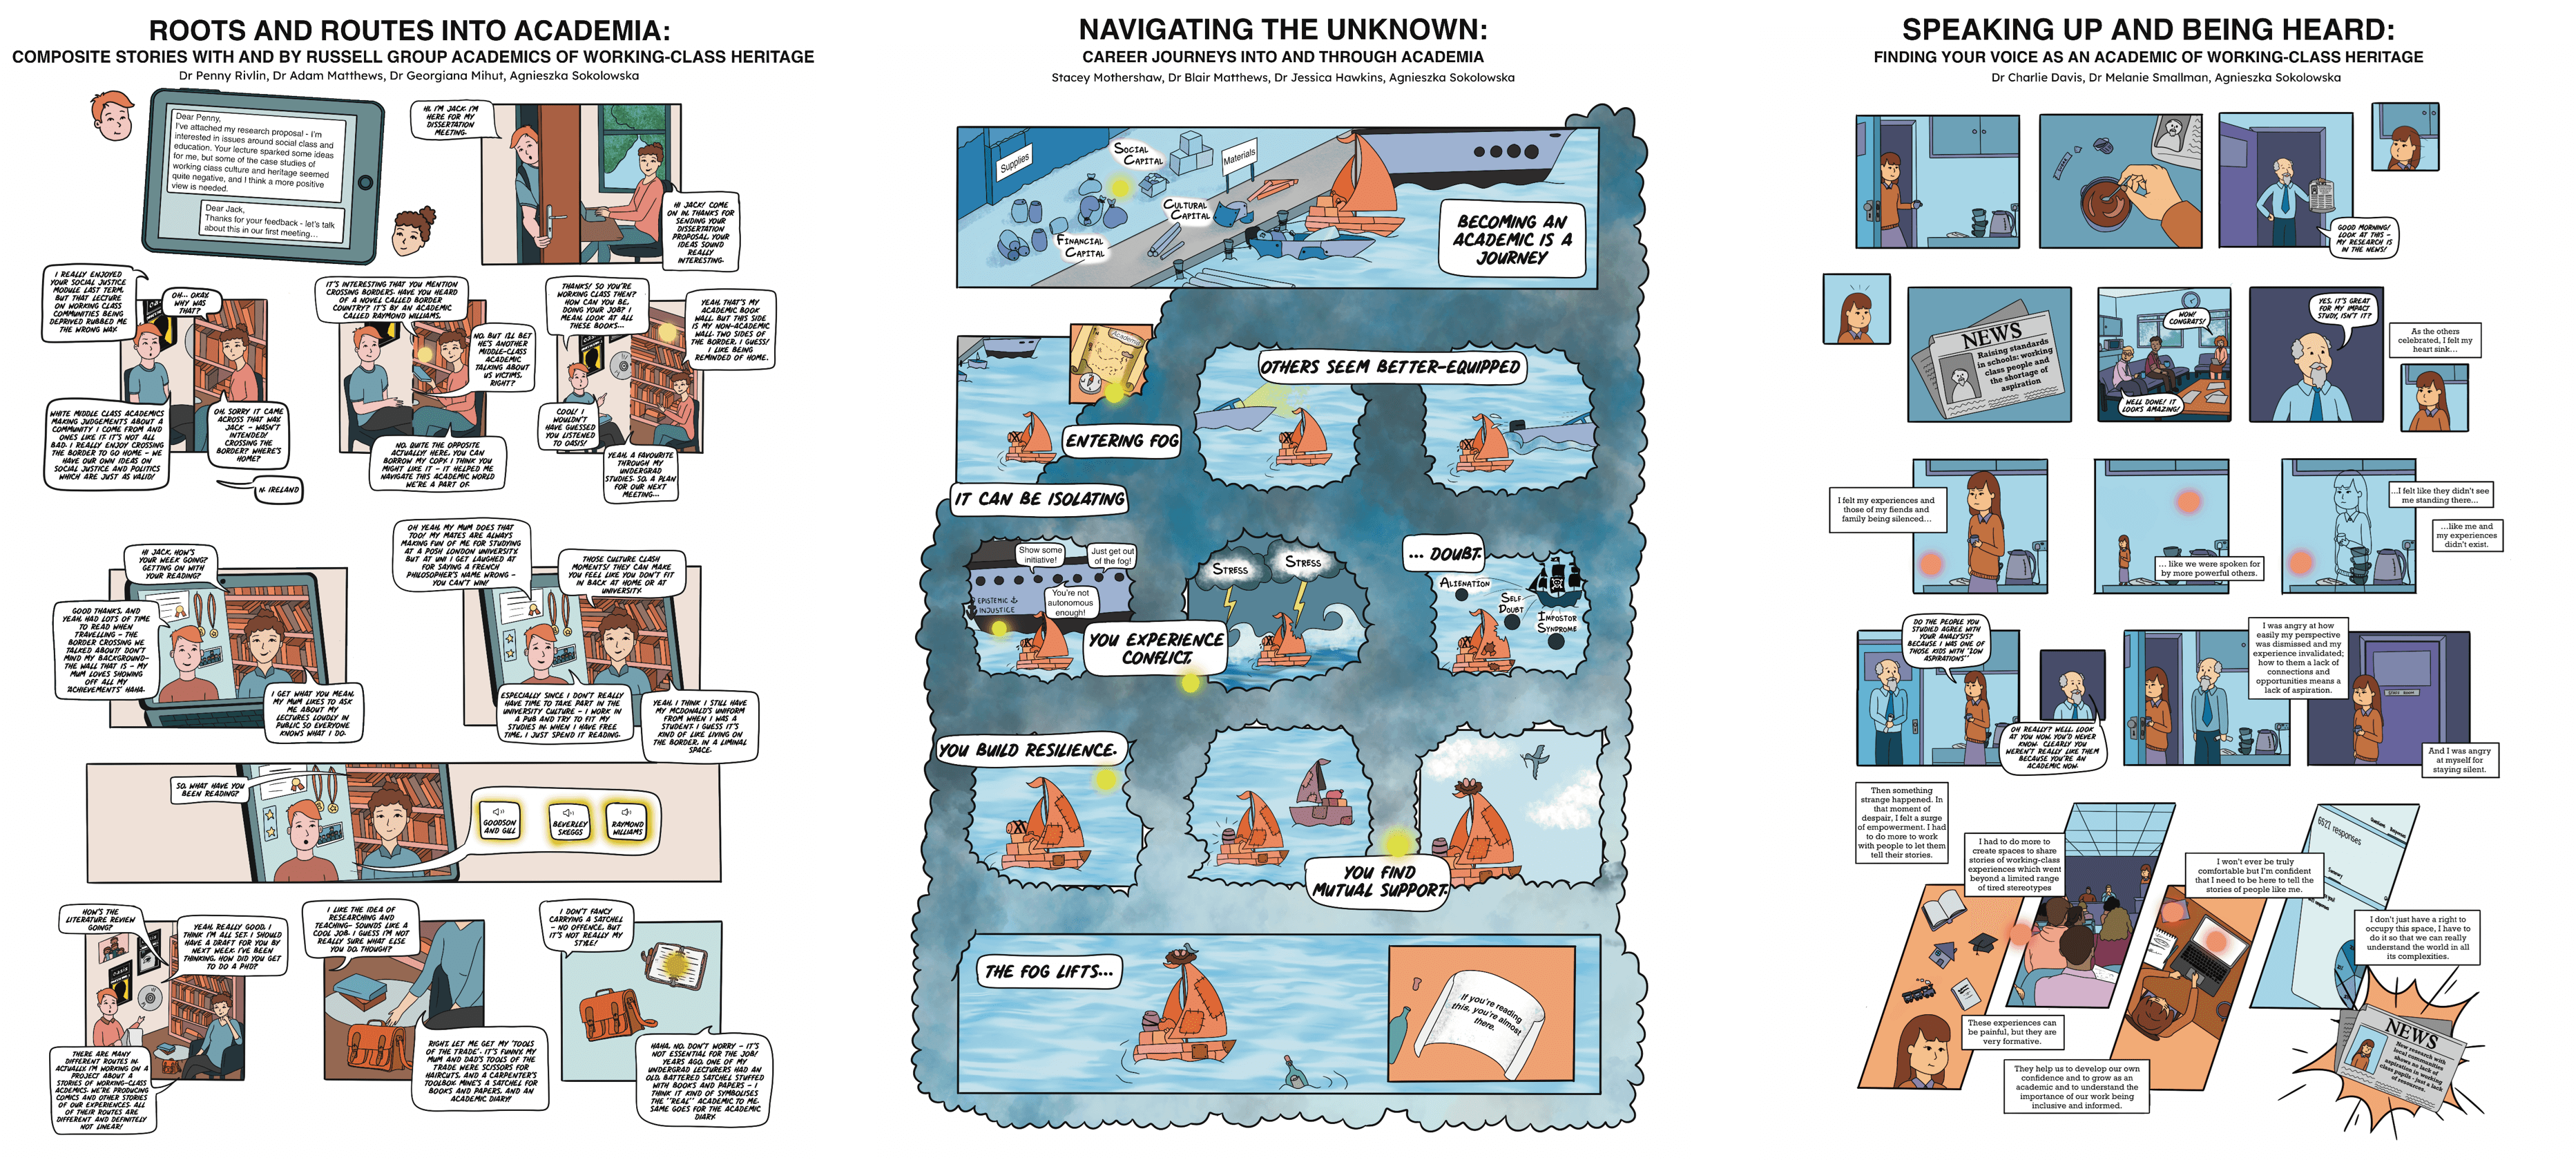 ROOTS AND ROUTES INTO ACADEMIA:
COMPOSITE STORIES WITH AND BY RUSSELL GROUP ACADEMICS OF WORKING-CLASS HERITAGE
Dr Penny Rivlin, Dr Adam Matthews, Dr Georgiana Mihut, Agnieszka Sokolowska
Dear Penny,
I've attached my research proposal - I'm
interested in issues around social class and
education. Your lecture sparked some ideas
for me, but some of the case studies of
working class culture and heritage seemed
quite negative, and I think a more positive
view is needed.
Dear Jack,
Thanks for your feedback - let's talk
about this in our first meeting...
HI, I'M JACK. I'M
HERE FOR MY
DISSERTATION
MEETING.
HI JACK! COME
ON IN. THANKS FOR
SENDING YOUR
DISSERTATION
PROPOSAL. YOUR
IDEAS SOUND
REALLY
INTERESTING.
I REALLY ENJOYED
YOUR SOCIAL JUSTICE
MODULE LAST TERM,
BUT THAT LECTURE
ON WORKING CLASS
COMMUNITIES BEING
DEPRIVED RUBBED ME
THE WRONG WAY.
OH... OKAY.
WHY WAS
THAT?
WHITE MIDDLE CLASS ACADEMICS
MAKING JUDGEMENTS ABOUT A
COMMUNITY I COME FROM AND
ONES LIKE IT. IT'S NOT ALL
BAD. I REALLY ENJOY CROSSING
THE BORDER TO GO HOME - WE
HAVE OUR OWN IDEAS ON
SOCIAL JUSTICE AND POLITICS
WHICH ARE JUST AS VALID!
OH, SORRY IT CAME
ACROSS THAT WAY,
JACK - WASN'T
INTENDED!
CROSSING THE
BORDER? WHERE'S
HOME?
N. IRELAND
IT'S INTERESTING THAT YOU MENTION
CROSSING BORDERS. HAVE YOU HEARD
OF A NOVEL CALLED BORDER
COUNTRY? IT'S BY AN ACADEMIC
CALLED RAYMOND WILLIAMS.
NO, BUT I'LL BET
HE'S ANOTHER
MIDDLE-CLASS
ACADEMIC
TALKING ABOUT
US VICTIMS,
RIGHT?
NO, QUITE THE OPPOSITE
ACTUALLY! HERE, YOU CAN
BORROW MY COPY. I THINK YOU
MIGHT LIKE IT - IT HELPED ME
NAVIGATE THIS ACADEMIC WORLD
WE'RE A PART OF.
THANKS! SO YOU'RE
WORKING CLASS THEN?
HOW CAN YOU BE,
DOING YOUR JOB? I
MEAN, LOOK AT ALL
THESE BOOKS...
YEAH, THAT'S MY
ACADEMIC BOOK
WALL, BUT THIS SIDE
IS MY NON-ACADEMIC
WALL. TWO SIDES OF
THE BORDER, I GUESS!
I LIKE BEING
REMINDED OF HOME.
COOL! I
WOULDN'T
HAVE GUESSED
YOU LISTENED
TO OASIS!
YEAH, A FAVOURITE
THROUGH MY
UNDERGRAD
STUDIES. SO, A PLAN
FOR OUR NEXT
MEETING...
HI JACK, HOW'S
YOUR WEEK GOING?
GETTING ON WITH
YOUR READING?
GOOD THANKS, AND
YEAH, HAD LOTS OF TIME
TO READ WHEN
TRAVELLING - THE
BORDER CROSSING WE
TALKED ABOUT! DON'T
MIND MY BACKGROUND-
THE WALL THAT IS - MY
MUM LOVES SHOWING
OFF ALL MY
'ACHIEVEMENTS' HAHA.
I GET WHAT YOU MEAN,
MY MUM LIKES TO ASK
ME ABOUT MY
LECTURES LOUDLY IN
PUBLIC SO EVERYONE
KNOWS WHAT I DO.
OH YEAH, MY MUM DOES THAT
TOO! MY MATES ARE ALWAYS
MAKING FUN OF ME FOR STUDYING
AT A POSH LONDON UNIVERSITY.
BUT AT UNI I GET LAUGHED AT
FOR SAYING A FRENCH
PHILOSOPHER'S NAME WRONG -
YOU CAN'T WIN!
THOSE CULTURE CLASH
MOMENTS! THEY CAN MAKE
YOU FEEL LIKE YOU DON'T FIT
IN BACK AT HOME OR AT
UNIVERSITY.
ESPECIALLY SINCE I DON'T REALLY
HAVE TIME TO TAKE PART IN THE
UNIVERSITY CULTURE - I WORK IN
A PUB AND TRY TO FIT MY
STUDIES IN. WHEN I HAVE FREE
TIME, I JUST SPEND IT READING.
YEAH, I THINK I STILL HAVE
MY MCDONALD'S UNIFORM
FROM WHEN I WAS A
STUDENT. I GUESS IT'S
KIND OF LIKE LIVING ON
THE BORDER, IN A LIMINAL
SPACE.
SO, WHAT HAVE YOU
BEEN READING?
GOODSON
AND GILL
BEVERLEY
SKEGGS
RAYMOND
WILLIAMS
HOW'S THE
LITERATURE REVIEW
GOING?
YEAH, REALLY GOOD, I
THINK I'M ALL SET. I SHOULD
HAVE A DRAFT FOR YOU BY
NEXT WEEK. I'VE BEEN
THINKING, HOW DID YOU GET
TO DO A PHD?
oasis
THERE ARE MANY
DIFFERENT ROUTES IN.
ACTUALLY I'M WORKING ON A
PROJECT ABOUT A
STORIES OF WORKING-CLASS
ACDEMICS. WE'RE PRODUCING
COMICS AND OTHER STORIES
OF OUR EXPERIENCES. ALL
OF THEIR ROUTES ARE
DIFFERENT AND DEFINITELY
NOT LINEAR!
I LIKE THE IDEA OF
RESEARCHING AND
TEACHING- SOUNDS LIKE A
COOL JOB. I GUESS I'M NOT
REALLY SURE WHAT ELSE
YOU DO, THOUGH?
RIGHT, LET ME GET MY 'TOOLS
OF THE TRADE'. IT'S FUNNY, MY
MUM AND DAD'S TOOLS OF THE
TRADE WERE SCISSORS FOR
HAIRCUTS, AND A CARPENTER'S
TOOLBOX. MINE'S A SATCHEL FOR
BOOKS AND PAPERS, AND AN
ACADEMIC DIARY!
I DON'T FANCY
CARRYING A SATCHEL
- NO OFFENCE, BUT
IT'S NOT REALLY MY
STYLE!
HAHA, NO, DON'T WORRY - IT'S
NOT ESSENTIAL FOR THE JOB!
YEARS AGO, ONE OF MY
UNDERGRAD LECTURERS HAD AN
OLD, BATTERED SATCHEL STUFFED
WITH BOOKS AND PAPERS - I
THINK IT KIND OF SYMBOLISES
THE "REAL" ACADEMIC TO ME.
SAME GOES FOR THE ACADEMIC
DIARY.
NAVIGATING THE UNKNOWN:
CAREER JOURNEYS INTO AND THROUGH ACADEMIA
Stacey Mothershaw, Dr Blair Matthews, Dr Jessica Hawkins, Agnieszka Sokolowska
Supplies
SOCIAL
CAPITAL
Materials
CULTURAL
CAPITAL
FINANCIAL
CAPITAL
BECOMING AN
ACADEMIC IS A
JOURNEY
Academia
ENTERING FOG
OTHERS SEEM BETTER-EQUIPPED
IT CAN BE ISOLATING
Show some
initiative!
Just get out
of the fog!
You're not
autonomous
enough!
EPISTEMIC
INJUSTICE
YOU EXPERIENCE
CONFLICT,
STRESS
STRESS
... DOUBT.
ALIENATION
SELF
DOUBT
IMPOSTOR
SYNDROME
YOU BUILD RESILIENCE.
YOU FIND
MUTUAL SUPPORT.
THE FOG LIFTS...
If you're reading
this, you're almost
there.
SPEAKING UP AND BEING HEARD:
FINDING YOUR VOICE AS AN ACADEMIC OF WORKING-CLASS HERITAGE
Dr Charlie Davis, Dr Melanie Smallman, Agnieszka Sokolowska
GOOD MORNING!
LOOK AT THIS -
MY RESEARCH IS
IN THE NEWS!
NEWS
Raising standards
in schools: working
class people and
the shortage of
aspiration
WOW!
CONGRATS!
WELL DONE! IT
LOOKS AMAZING!
YES, IT'S GREAT
FOR MY IMPACT
STUDY, ISN'T IT?
As the others
celebrated, I felt my
heart sink...
I felt my experiences and
those of my fiends and
family being silenced...
... like we were spoken for
by more powerful others.
...I felt like they didn't see
me standing there...
...like me and
my experiences
didn't exist.
DO THE PEOPLE YOU
STUDIED AGREE WITH
YOUR ANALYSIS?
BECAUSE I WAS ONE OF
THOSE KIDS WITH "LOW
ASPIRATIONS"
OH REALLY? WELL, LOOK
AT YOU NOW. YOU'D NEVER
KNOW. CLEARLY YOU
WEREN'T REALLY LIKE THEM
BECAUSE YOU'RE AN
ACADEMIC NOW.
I was angry at how
easily my perspective
was dismissed and my
experience invalidated;
how to them a lack of
connections and
opportunities means a
lack of aspiration.
STAFF ROOM
And I was angry
at myself for
staying silent.
Then something
strange happened. In
that moment of
despair, I felt a surge
of empowerment. I had
to do more to work
with people to let them
tell their stories.
I had to do more to
create spaces to share
stories of working-class
experiences which went
beyond a limited range
of tired stereotypes
These experiences can
be painful, but they are
very formative.
They help us to develop our own
confidence and to grow as an
academic and to understand the
importance of our work being
inclusive and informed.
I won't ever be truly
comfortable but I'm confident
that I need to be here to tell the
stories of people like me.
6521 responses
I don't just have a right to
occupy this space, I have to
do it so that we can really
understand the world in all
its complexities.
NEWS
New research with
local communities
shows no lack of
aspiration in working
class pupils - just a lack
of resources.